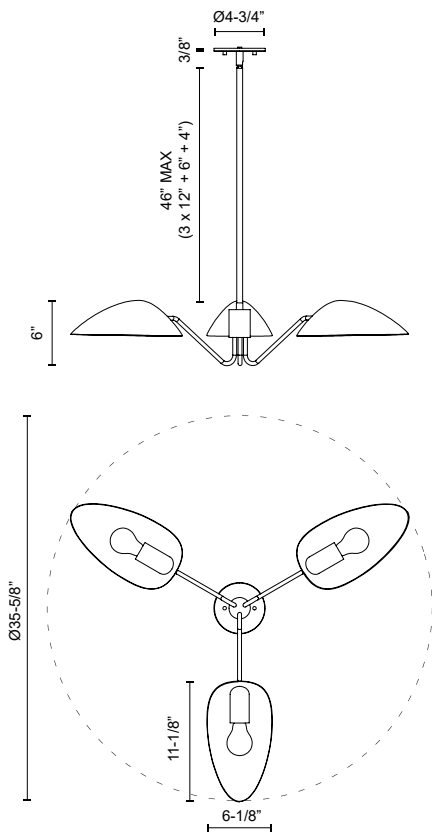 Ø4-3/4”
3/8”
46” MAX
(3 x 12” + 6” + 4”)
6”
Ø35-5/8”
11-1/8”
6-1/8”